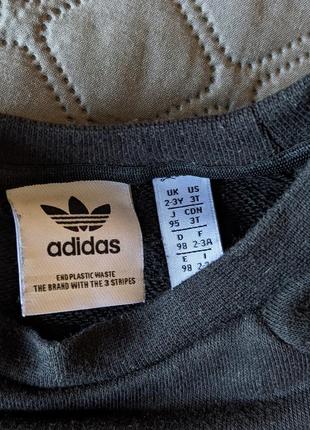 adidas
END PLASTIC WASTE
THE BRAND WITH THE 3 STRIPES
UK US
2-3Y 3T
J CDN
95 3T
D F
98 2-3A
E I
98